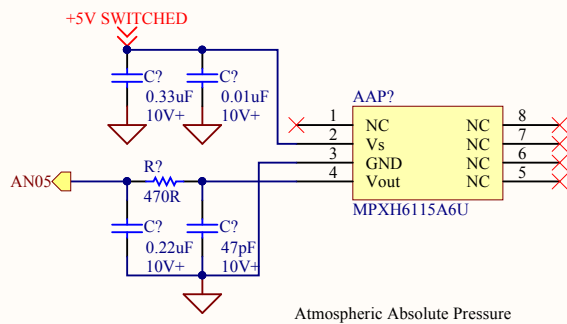 +5V SWITCHED
C?
0.33uF
10V+
C?
0.01uF
10V+
AAP?
1 NC NC 8
2 Vs NC 7
3 GND NC 6
4 Vout NC 5
MPXH6115A6U
AN05
R?
470R
C?
0.22uF
10V+
C?
47pF
10V+
Atmospheric Absolute Pressure